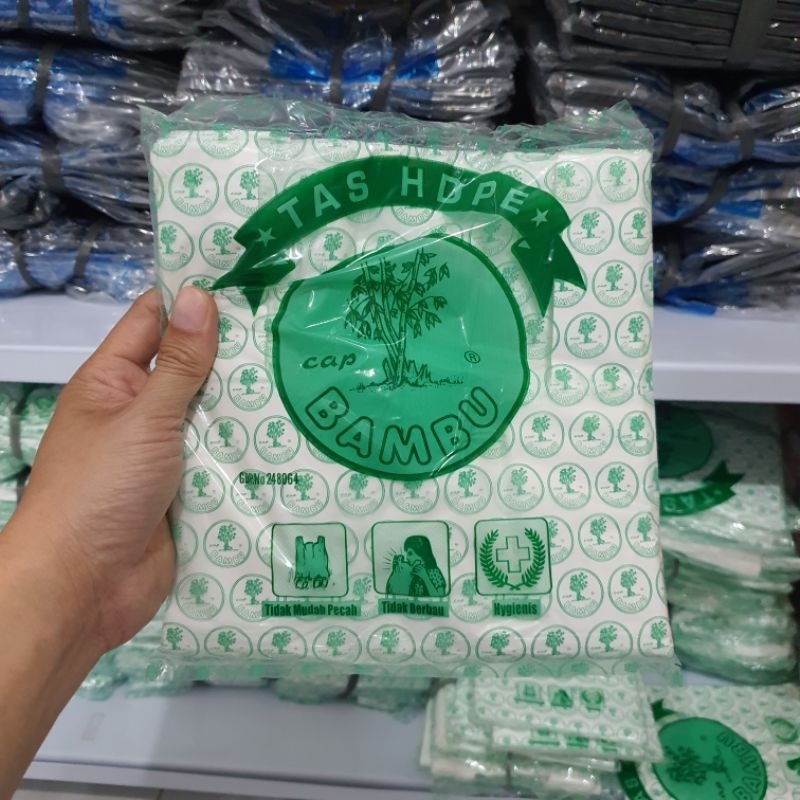 TAS HDPE
cap ®
BAMBU
Tidak Mudah Pecah
Tidak Berbau
Hygienis